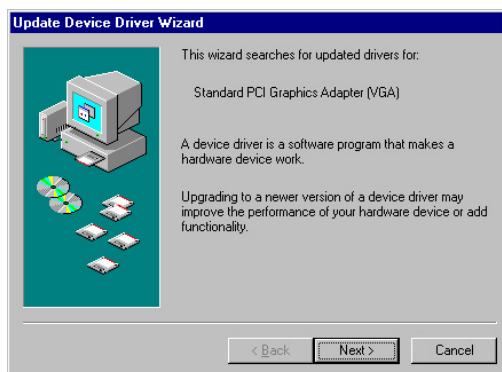 Update Device Driver Wizard
This wizard searches for updated drivers for:
Standard PCI Graphics Adapter (VGA)
A device driver is a software program that makes a
hardware device work.
Upgrading to a newer version of a device driver may
improve the performance of your hardware device or add
functionality.
< Back
Next >
Cancel